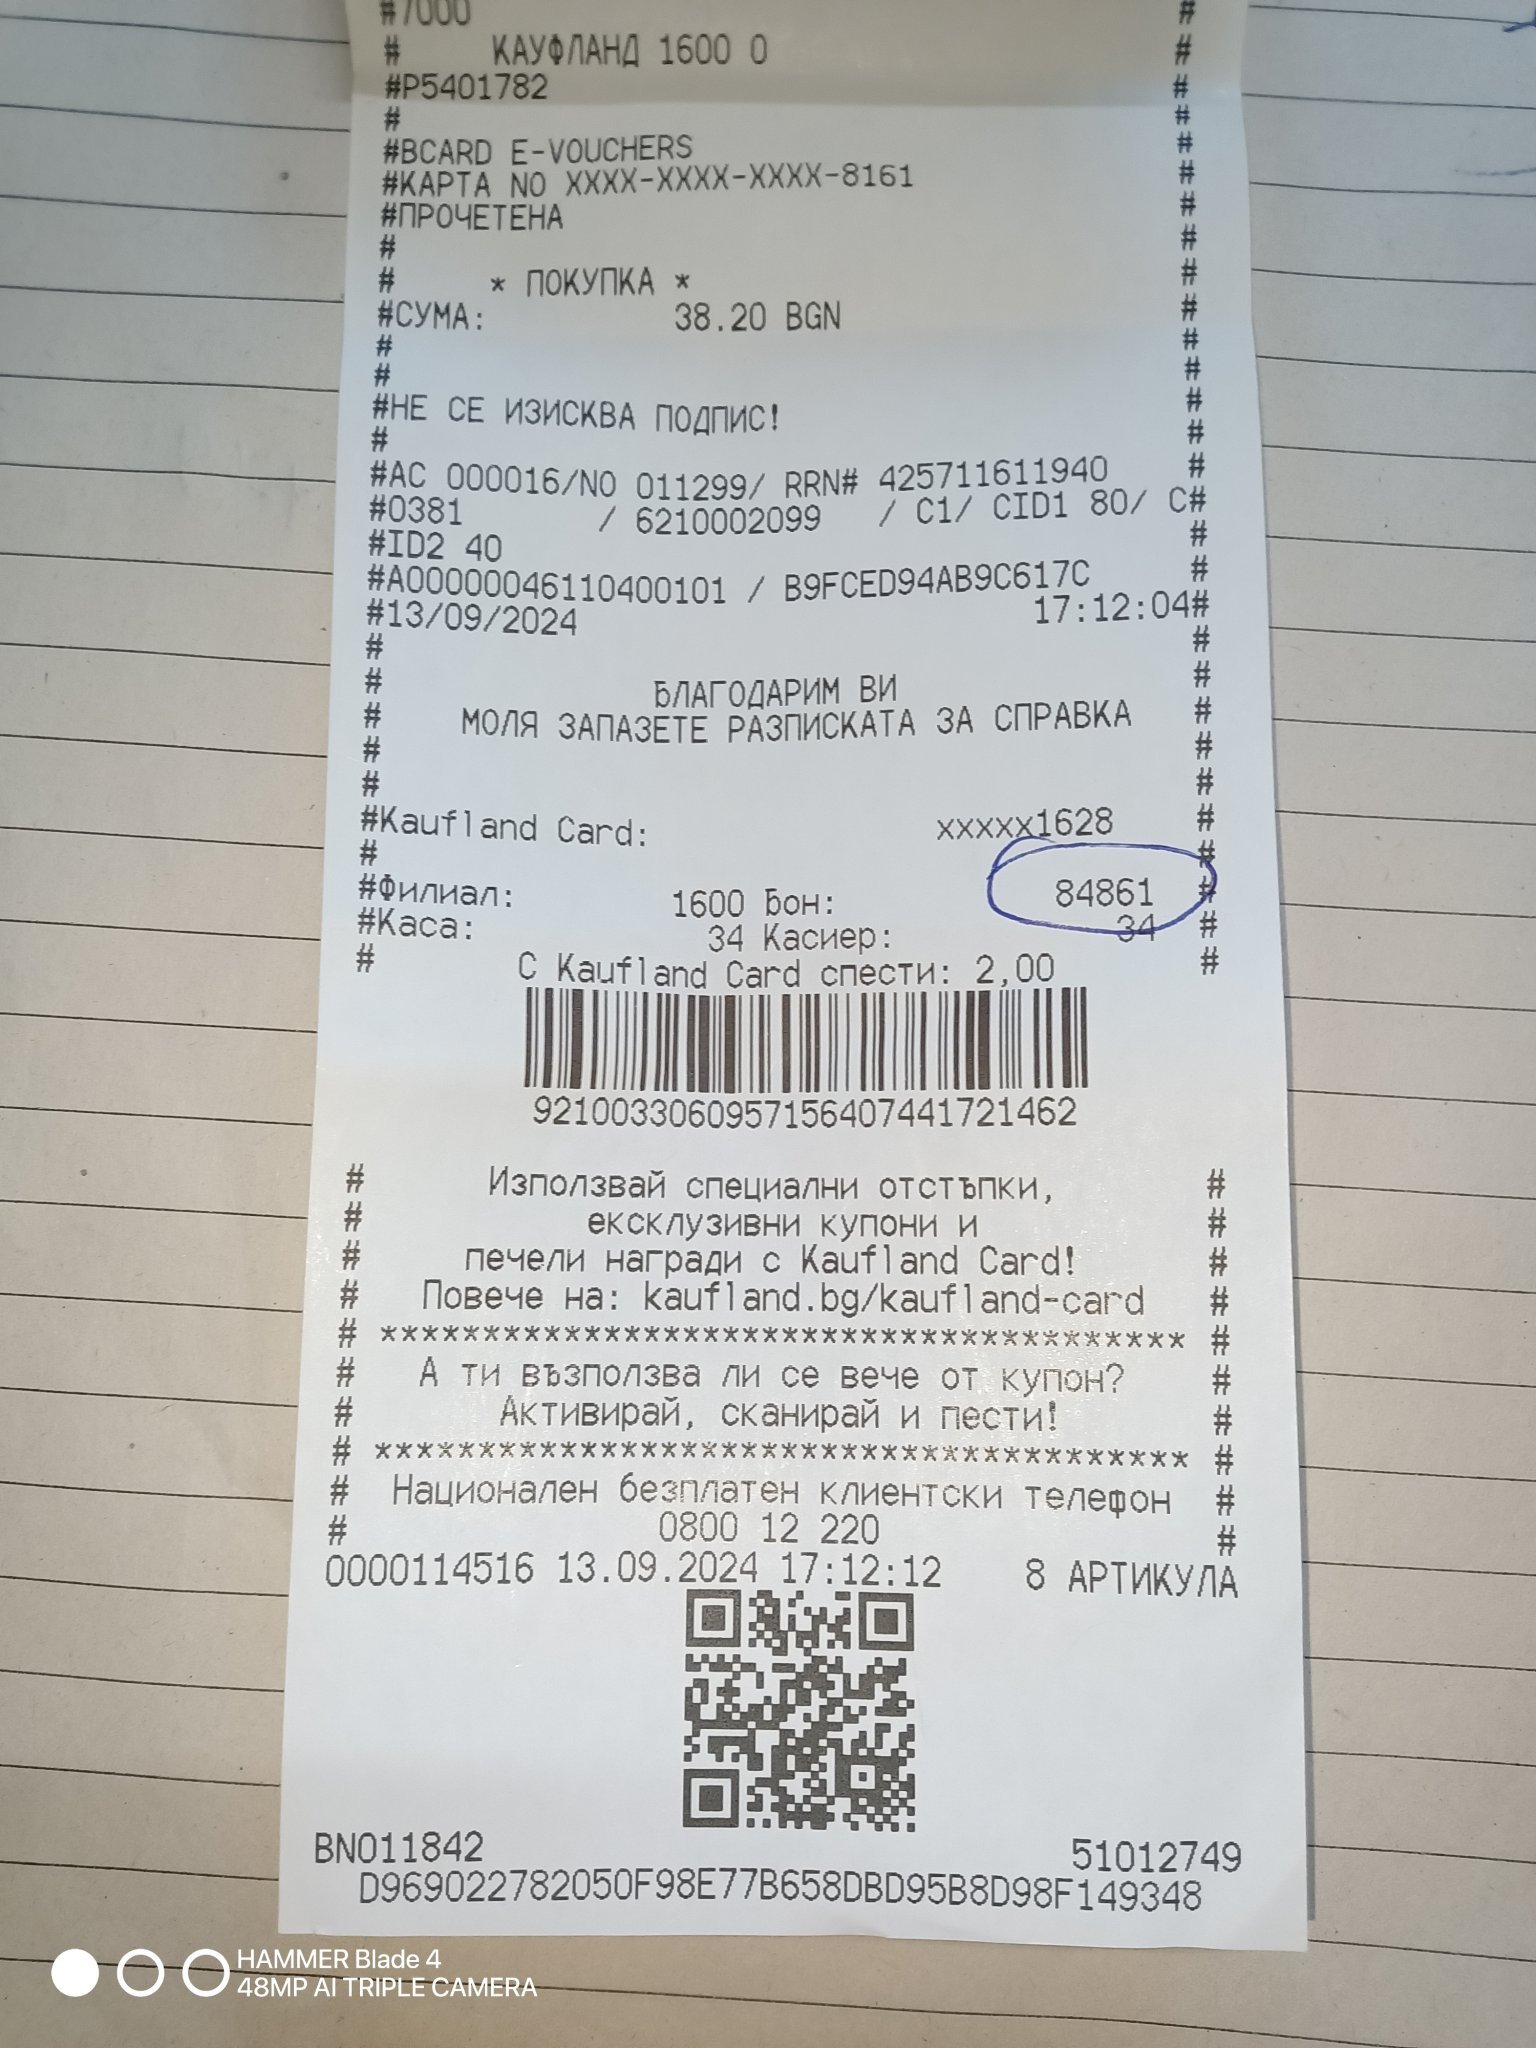 #7000 #
# КАУФЛАНД 1600 0 #
#P5401782 #
# #
#BCARD E-VOUCHERS #
#КАРТА NO XXXX-XXXX-XXXX-8161 #
#ПРОЧЕТЕНА #
# #
# * ПОКУПКА * #
#СУМА: 38.20 BGN #
# #
# #
#НЕ СЕ ИЗИСКВА ПОДПИС! #
# #
#AC 000016/NO 011299/ RRN# 425711611940 #
#0381 / 6210002099 / C1/ CID1 80/ C#
#ID2 40 #
#A00000046110400101 / B9FCED94AB9C617C #
#13/09/2024 17:12:04#
# #
# БЛАГОДАРИМ ВИ #
# МОЛЯ ЗАПАЗЕТЕ РАЗПИСКАТА ЗА СПРАВКА #
# #
# #
#Kaufland Card: xxxxx1628 #
# #
#Филиал: 1600 Бон: 84861 #
#Каса: 34 Касиер: 34 #
# С Kaufland Card спести: 2,00 #
9210033060957156407441721462
# Използвай специални отстъпки, #
# ексклузивни купони и #
# печели награди с Kaufland Card! #
# Повече на: kaufland.bg/kaufland-card #
# **************************************** #
# А ти възползва ли се вече от купон? #
# Активирай, сканирай и пести! #
# **************************************** #
# Национален безплатен клиентски телефон #
# 0800 12 220 #
0000114516 13.09.2024 17:12:12 8 АРТИКУЛА
BN011842 51012749
D969022782050F98E77B658DBD95B8D98F149348
HAMMER Blade 4
48MP AI TRIPLE CAMERA